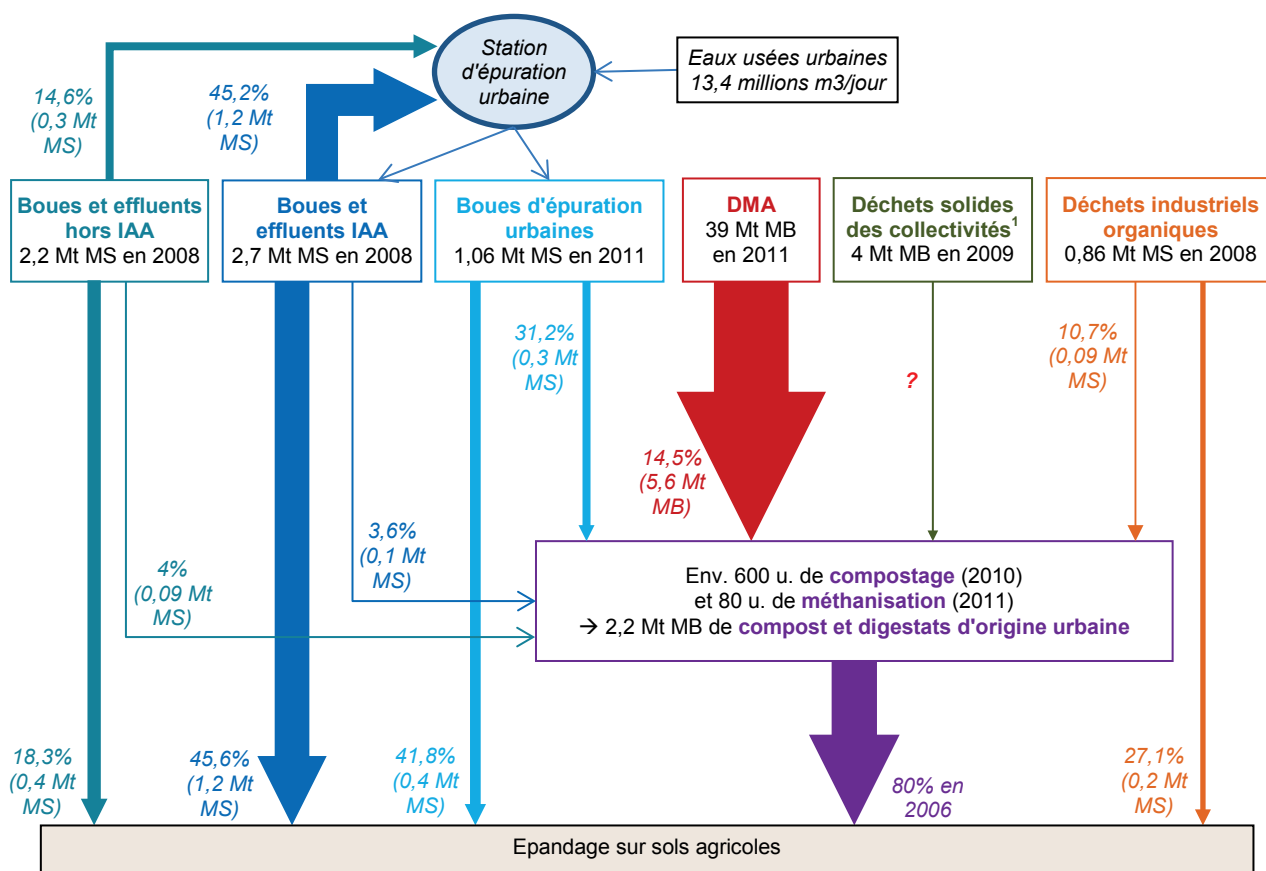 Station
d'épuration
urbaine
Eaux usées urbaines
13,4 millions m3/jour
14,6%
(0,3 Mt
MS)
45,2%
(1,2 Mt
MS)
Boues et effluents
hors IAA
2,2 Mt MS en 2008
Boues et
effluents IAA
2,7 Mt MS en 2008
Boues d'épuration
urbaines
1,06 Mt MS en 2011
DMA
39 Mt MB
en 2011
Déchets solides
des collectivités¹
4 Mt MB en 2009
Déchets industriels
organiques
0,86 Mt MS en 2008
31,2%
(0,3 Mt
MS)
10,7%
(0,09 Mt
MS)
?
14,5%
(5,6 Mt
MB)
3,6%
(0,1 Mt
MS)
4%
(0,09 Mt
MS)
Env. 600 u. de compostage (2010)
et 80 u. de méthanisation (2011)
→ 2,2 Mt MB de compost et digestats d'origine urbaine
18,3%
(0,4 Mt
MS)
45,6%
(1,2 Mt
MS)
41,8%
(0,4 Mt
MS)
80% en
2006
27,1%
(0,2 Mt
MS)
Epandage sur sols agricoles